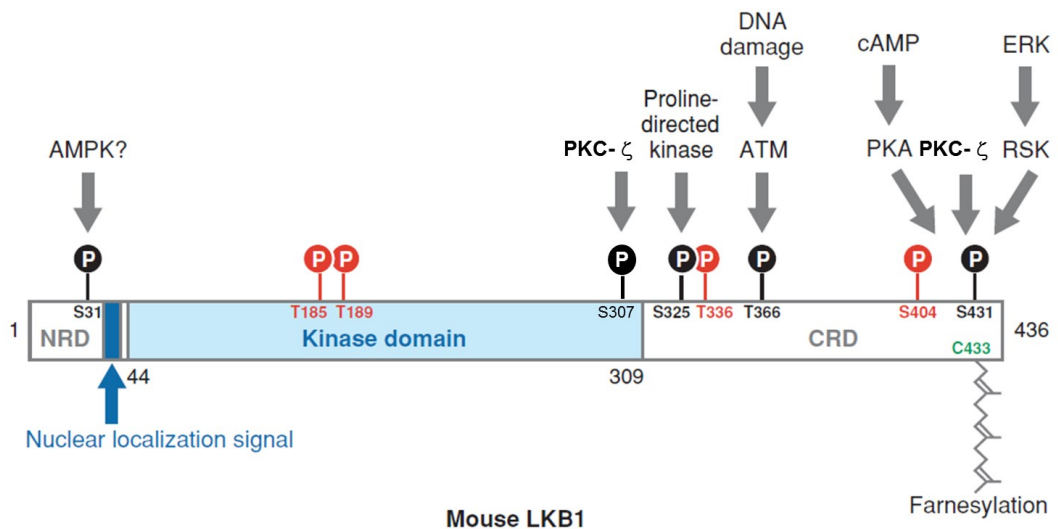 DNA
damage
cAMP
ERK
Proline-
directed
kinase
AMPK?
PKC- ζ
ATM
PKA
PKC- ζ
RSK
P
P
P
P
P
P
P
P
P
S31
T185
T189
S307
S325
T336
T366
S404
S431
1
NRD
Kinase domain
CRD
C433
436
44
309
Nuclear localization signal
Farnesylation
Mouse LKB1